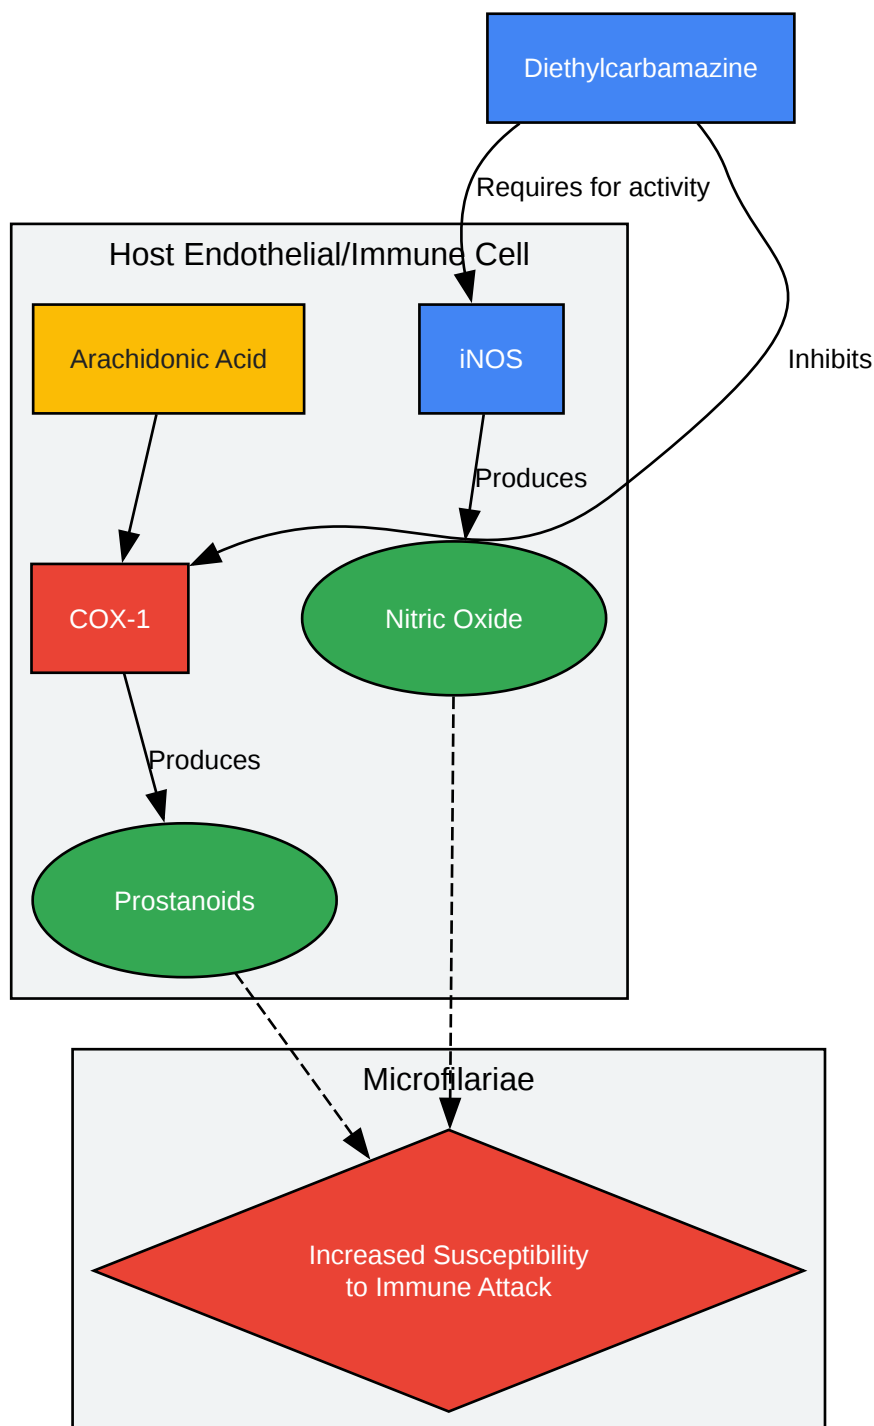 Diethylcarbamazine
Requires for activity
Host Endothelial/Immune Cell
Arachidonic Acid
iNOS
Inhibits
Produces
COX-1
Nitric Oxide
Produces
Prostanoids
Microfilariae
Increased Susceptibility
to Immune Attack